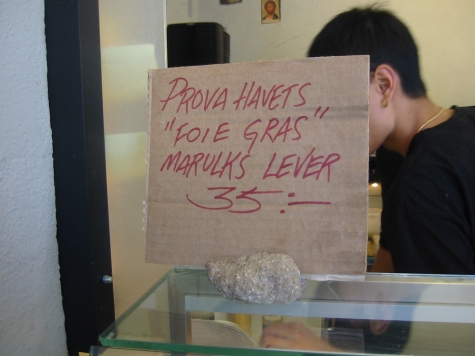 PROVA HAVETS
"FOIE GRAS"
MARULKS LEVER
35:-